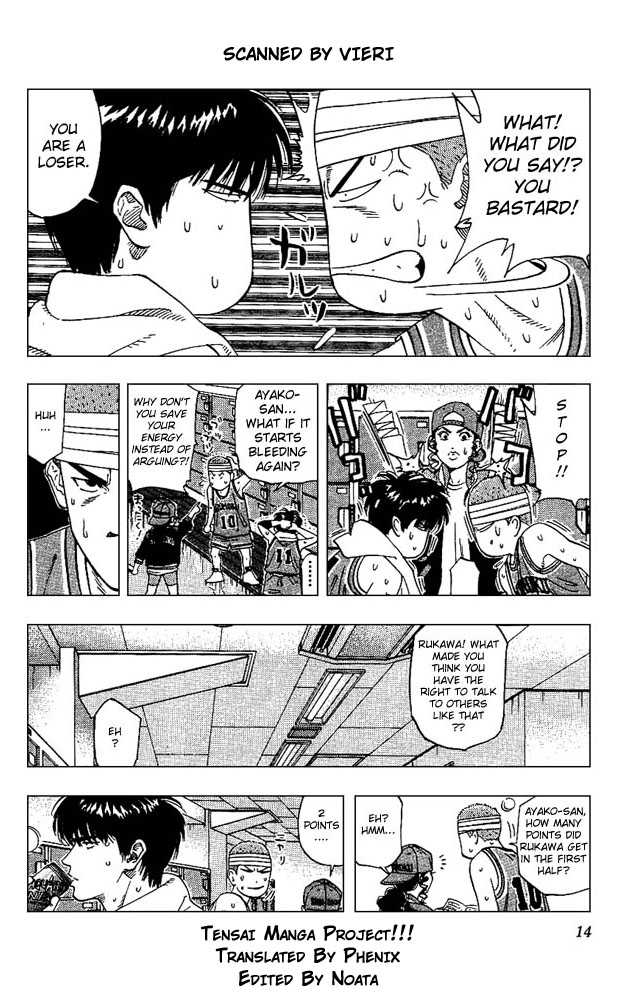 SCANNED BY VIERI
YOU
ARE A
LOSER.
WHAT!
WHAT DID
YOU SAY!?
YOU
BASTARD!
ガルルッ
HUH
...
WHY DON'T
YOU SAVE
YOUR
ENERGY
INSTEAD OF
ARGUING?!
AYAKO-
SAN...
WHAT IF IT
STARTS
BLEEDING
AGAIN?
10
11
S
T
O
P
!!
EH
?
RUKAWA! WHAT
MADE YOU
THINK YOU
HAVE THE
RIGHT TO TALK
TO OTHERS
LIKE THAT
??
2
POINTS
....
EH?
HMM...
AYAKO-SAN,
HOW MANY
POINTS DID
RUKAWA GET
IN THE FIRST
HALF?
10
14
TENSAI MANGA PROJECT!!!
TRANSLATED BY PHENIX
EDITED BY NOATA